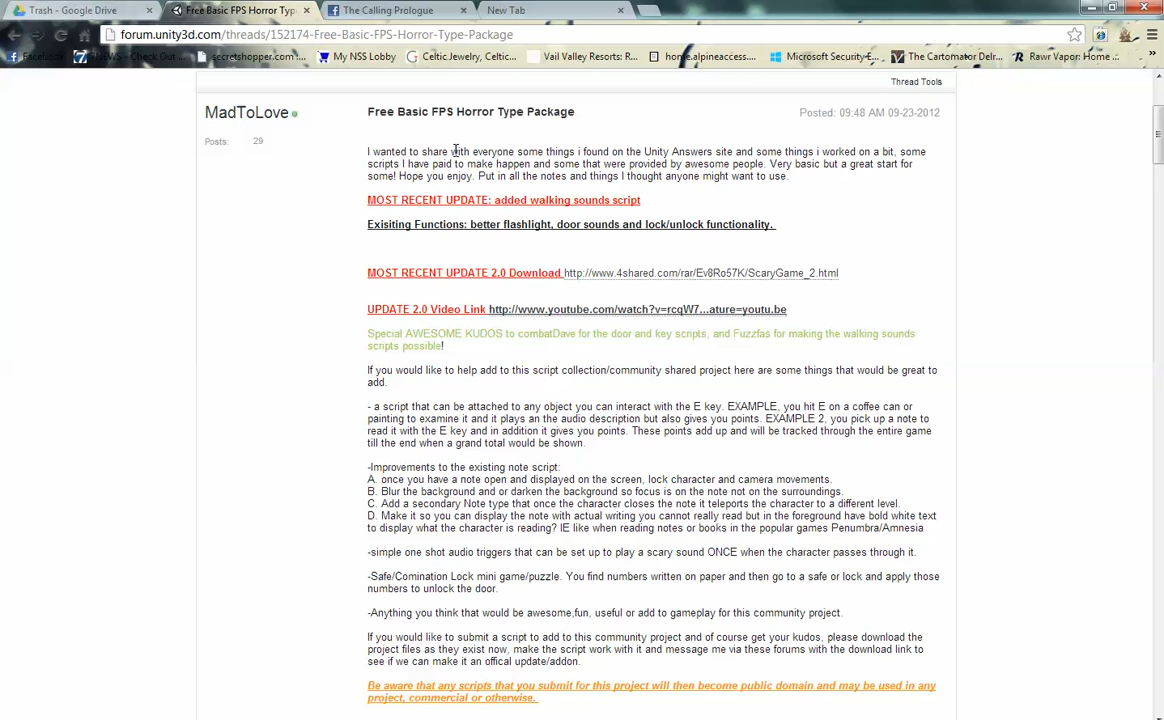 Trash - Google Drive
Free Basic FPS Horror Typ
The Calling Prologue
New Tab
forum.unity3d.com/threads/152174-Free-Basic-FPS-Horror-Type-Package
secretshopper.com
My NSS Lobby
Celtic Jewelry, Celtic...
Vail Valley Resorts: R...
home.alpineaccess...
Microsoft Security E...
The Cartomator Delr...
Rawr Vapor: Home ...
Thread Tools
MadToLove
Free Basic FPS Horror Type Package
Posted: 09:48 AM 09-23-2012
Posts: 29
I wanted to share with everyone some things i found on the Unity Answers site and some things i worked on a bit, some
scripts I have paid to make happen and some that were provided by awesome people. Very basic but a great start for
some! Hope you enjoy. Put in all the notes and things I thought anyone might want to use.
MOST RECENT UPDATE: added walking sounds script
Exisiting Functions: better flashlight, door sounds and lock/unlock functionality.
MOST RECENT UPDATE 2.0 Download http://www.4shared.com/rar/Ev8Ro57K/ScaryGame_2.html
UPDATE 2.0 Video Link http://www.youtube.com/watch?v=rcqW7...ature=youtu.be
Special AWESOME KUDOS to combatDave for the door and key scripts, and Fuzzfas for making the walking sounds
scripts possible!
If you would like to help add to this script collection/community shared project here are some things that would be great to
add.
- a script that can be attached to any object you can interact with the E key. EXAMPLE, you hit E on a coffee can or
painting to examine it and it plays an the audio description but also gives you points. EXAMPLE 2, you pick up a note to
read it with the E key and in addition it gives you points. These points add up and will be tracked through the entire game
till the end when a grand total would be shown.
-Improvements to the existing note script:
A. once you have a note open and displayed on the screen, lock character and camera movements.
B. Blur the background and or darken the background so focus is on the note not on the surroundings.
C. Add a secondary Note type that once the character closes the note it teleports the character to a different level.
D. Make it so you can display the note with actual writing you cannot really read but in the foreground have bold white text
to display what the character is reading? IE like when reading notes or books in the popular games Penumbra/Amnesia
-simple one shot audio triggers that can be set up to play a scary sound ONCE when the character passes through it.
-Safe/Comination Lock mini game/puzzle. You find numbers written on paper and then go to a safe or lock and apply those
numbers to unlock the door.
-Anything you think that would be awesome,fun, useful or add to gameplay for this community project.
If you would like to submit a script to add to this community project and of course get your kudos, please download the
project files as they exist now, make the script work with it and message me via these forums with the download link to
see if we can make it an offical update/addon.
Be aware that any scripts that you submit for this project will then become public domain and may be used in any
project, commercial or otherwise.